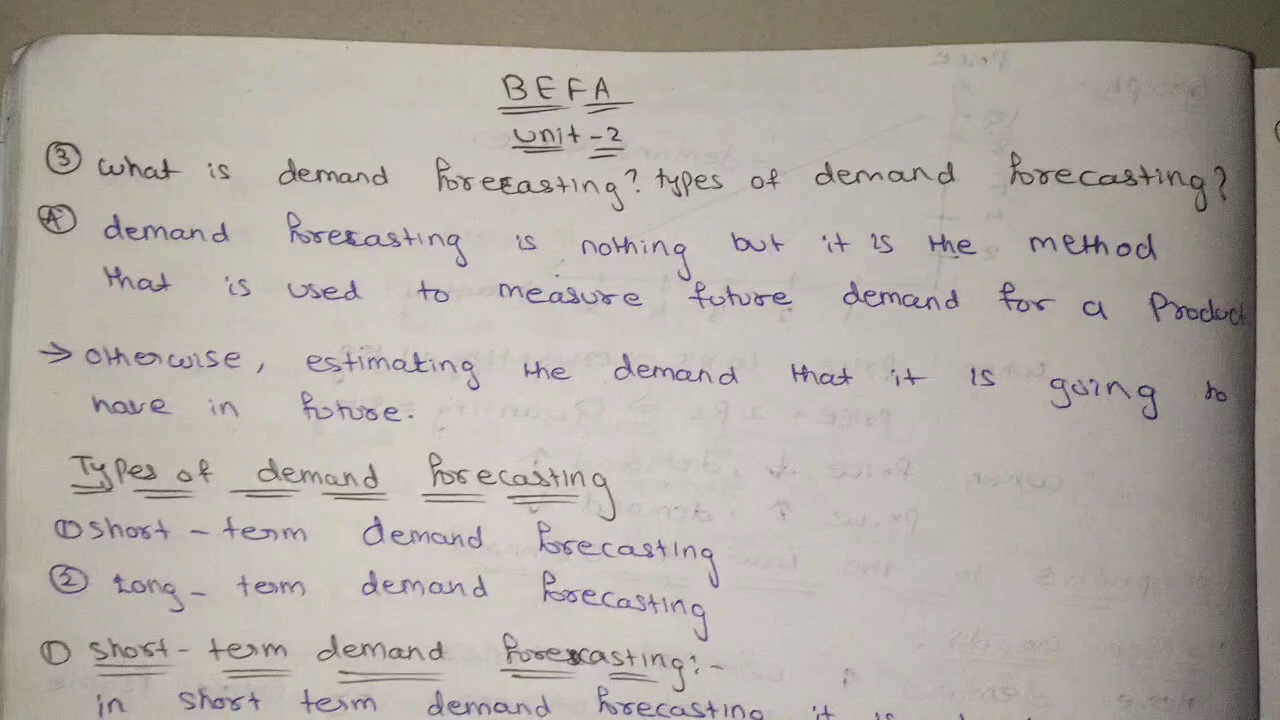 BEFA
Unit-2
③ what is demand forecasting? types of demand forecasting?
Ⓐ demand forecasting is nothing but it is the method
that is used to measure future demand for a Product
→ otherwise, estimating the demand that it is going to
have in future.
Types of demand forecasting
① short-term demand forecasting
② Long-term demand forecasting
① short-term demand forecasting:-
in short term demand forecasting it is